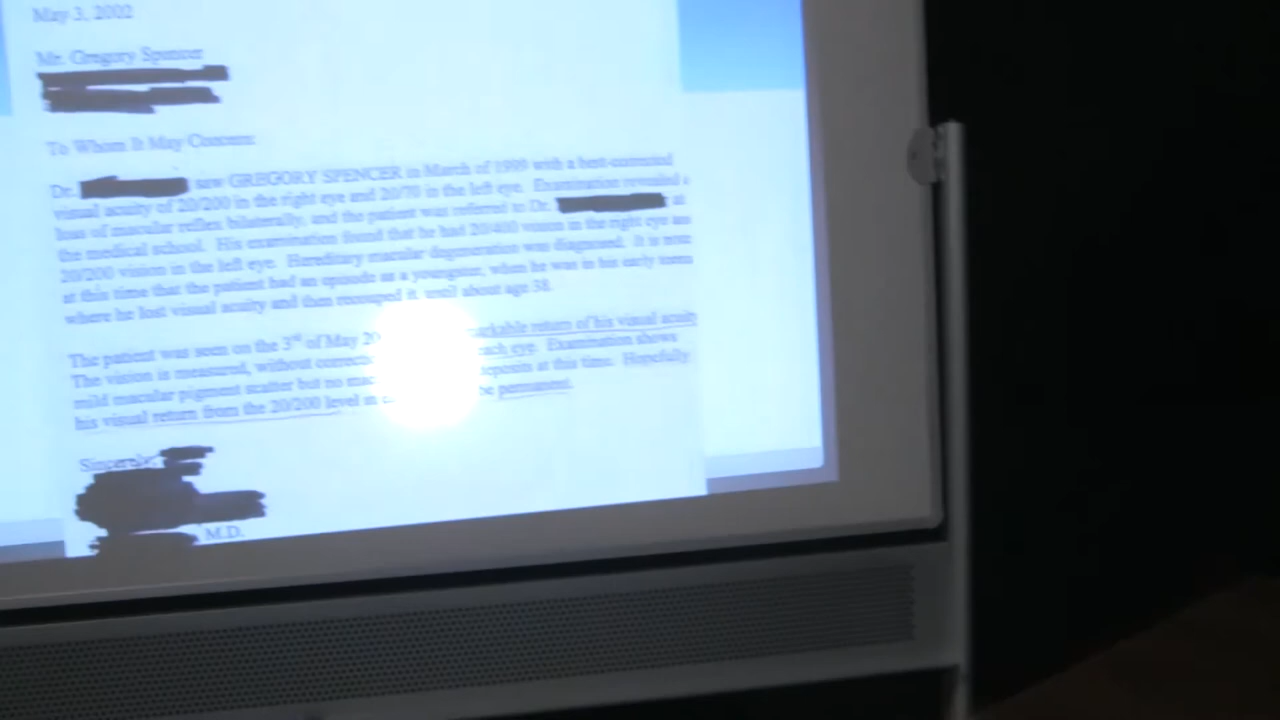 May 3, 2002
Mr. Gregory Spencer
To Whom It May Concern:
Dr. saw GREGORY SPENCER in March of 1999 with a best-corrected
visual acuity of 20/200 in the right eye and 20/70 in the left eye. Examination revealed a
loss of macular reflex bilaterally, and the patient was referred to Dr. at
the medical school. His examination found that he had 20/400 vision in the right eye and
20/200 vision in the left eye. Hereditary macular degeneration was diagnosed. It is
at this time that the patient had an episode as a youngster, when he was in his early teens
where he lost visual acuity and then recouped it, until about age 38.
The patient was seen on the 3rd of May 20 return of his visual acuity
The vision is measured, without each eye. Examination shows
mild macular pigment scatter but no at this time. Hopefully
his visual return from the 20/200 level in be permanent.
Sincerely,
M.D.